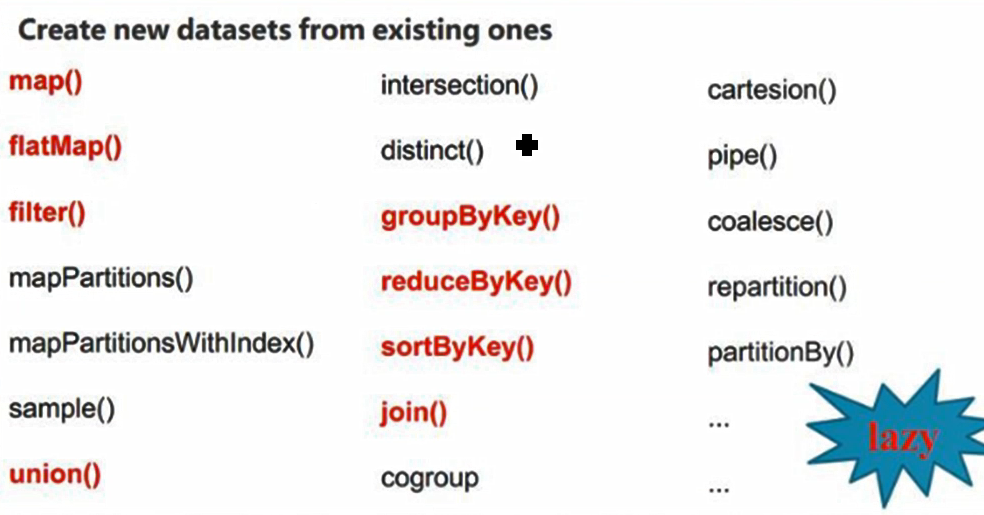 Create new datasets from existing ones
map()
flatMap()
filter()
mapPartitions()
mapPartitionsWithIndex()
sample()
union()
intersection()
distinct()
groupByKey()
reduceByKey()
sortByKey()
join()
cogroup
cartesion()
pipe()
coalesce()
repartition()
partitionBy()
...
...
lazy